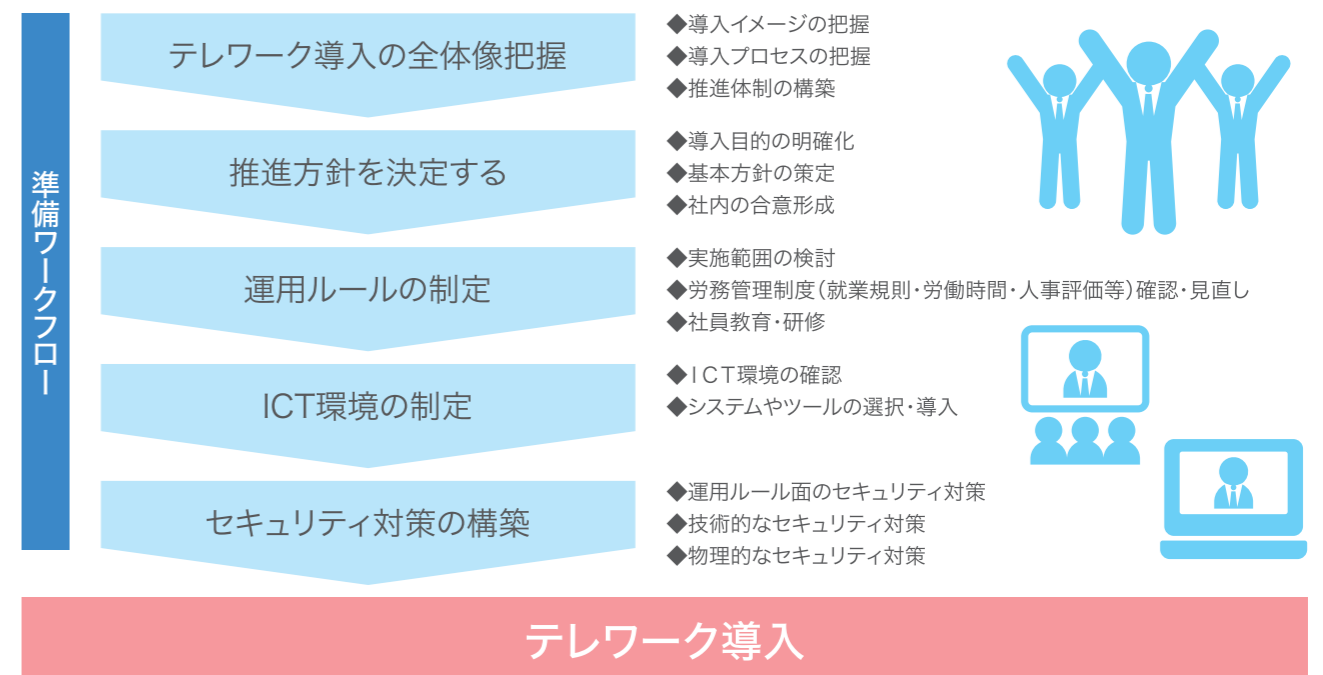 準備ワークフロー
テレワーク導入の全体像把握
◆導入イメージの把握
◆導入プロセスの把握
◆推進体制の構築
推進方針を決定する
◆導入目的の明確化
◆基本方針の策定
◆社内の合意形成
運用ルールの制定
◆実施範囲の検討
◆労務管理制度(就業規則・労働時間・人事評価等)確認・見直し
◆社員教育・研修
ICT環境の制定
◆ICT環境の確認
◆システムやツールの選択・導入
セキュリティ対策の構築
◆運用ルール面のセキュリティ対策
◆技術的なセキュリティ対策
◆物理的なセキュリティ対策
テレワーク導入